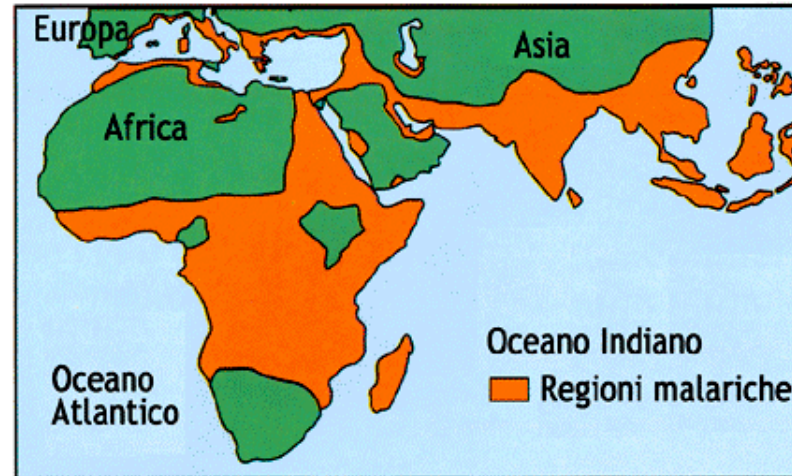 Europa
Asia
Africa
Oceano Indiano
Oceano
Atlantico
Regioni malariche